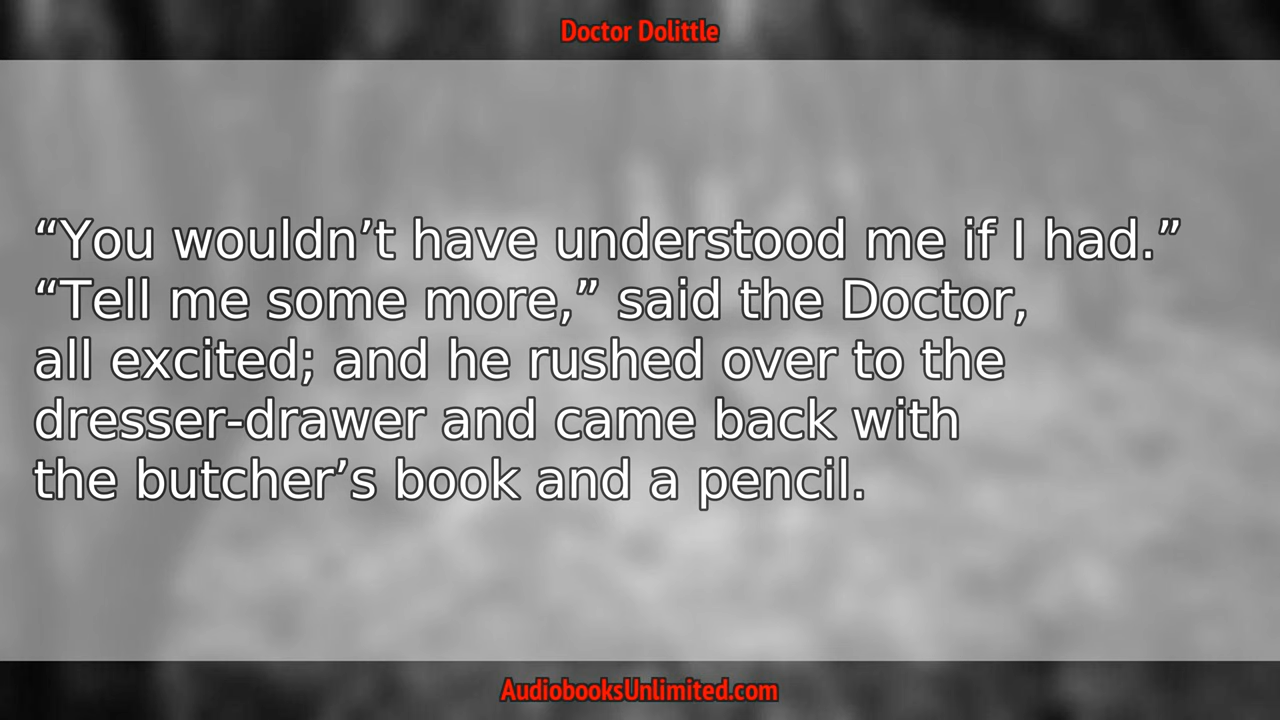 Doctor Dolittle
“You wouldn’t have understood me if I had.”
“Tell me some more,” said the Doctor,
all excited; and he rushed over to the
dresser-drawer and came back with
the butcher’s book and a pencil.
AudiobooksUnlimited.com